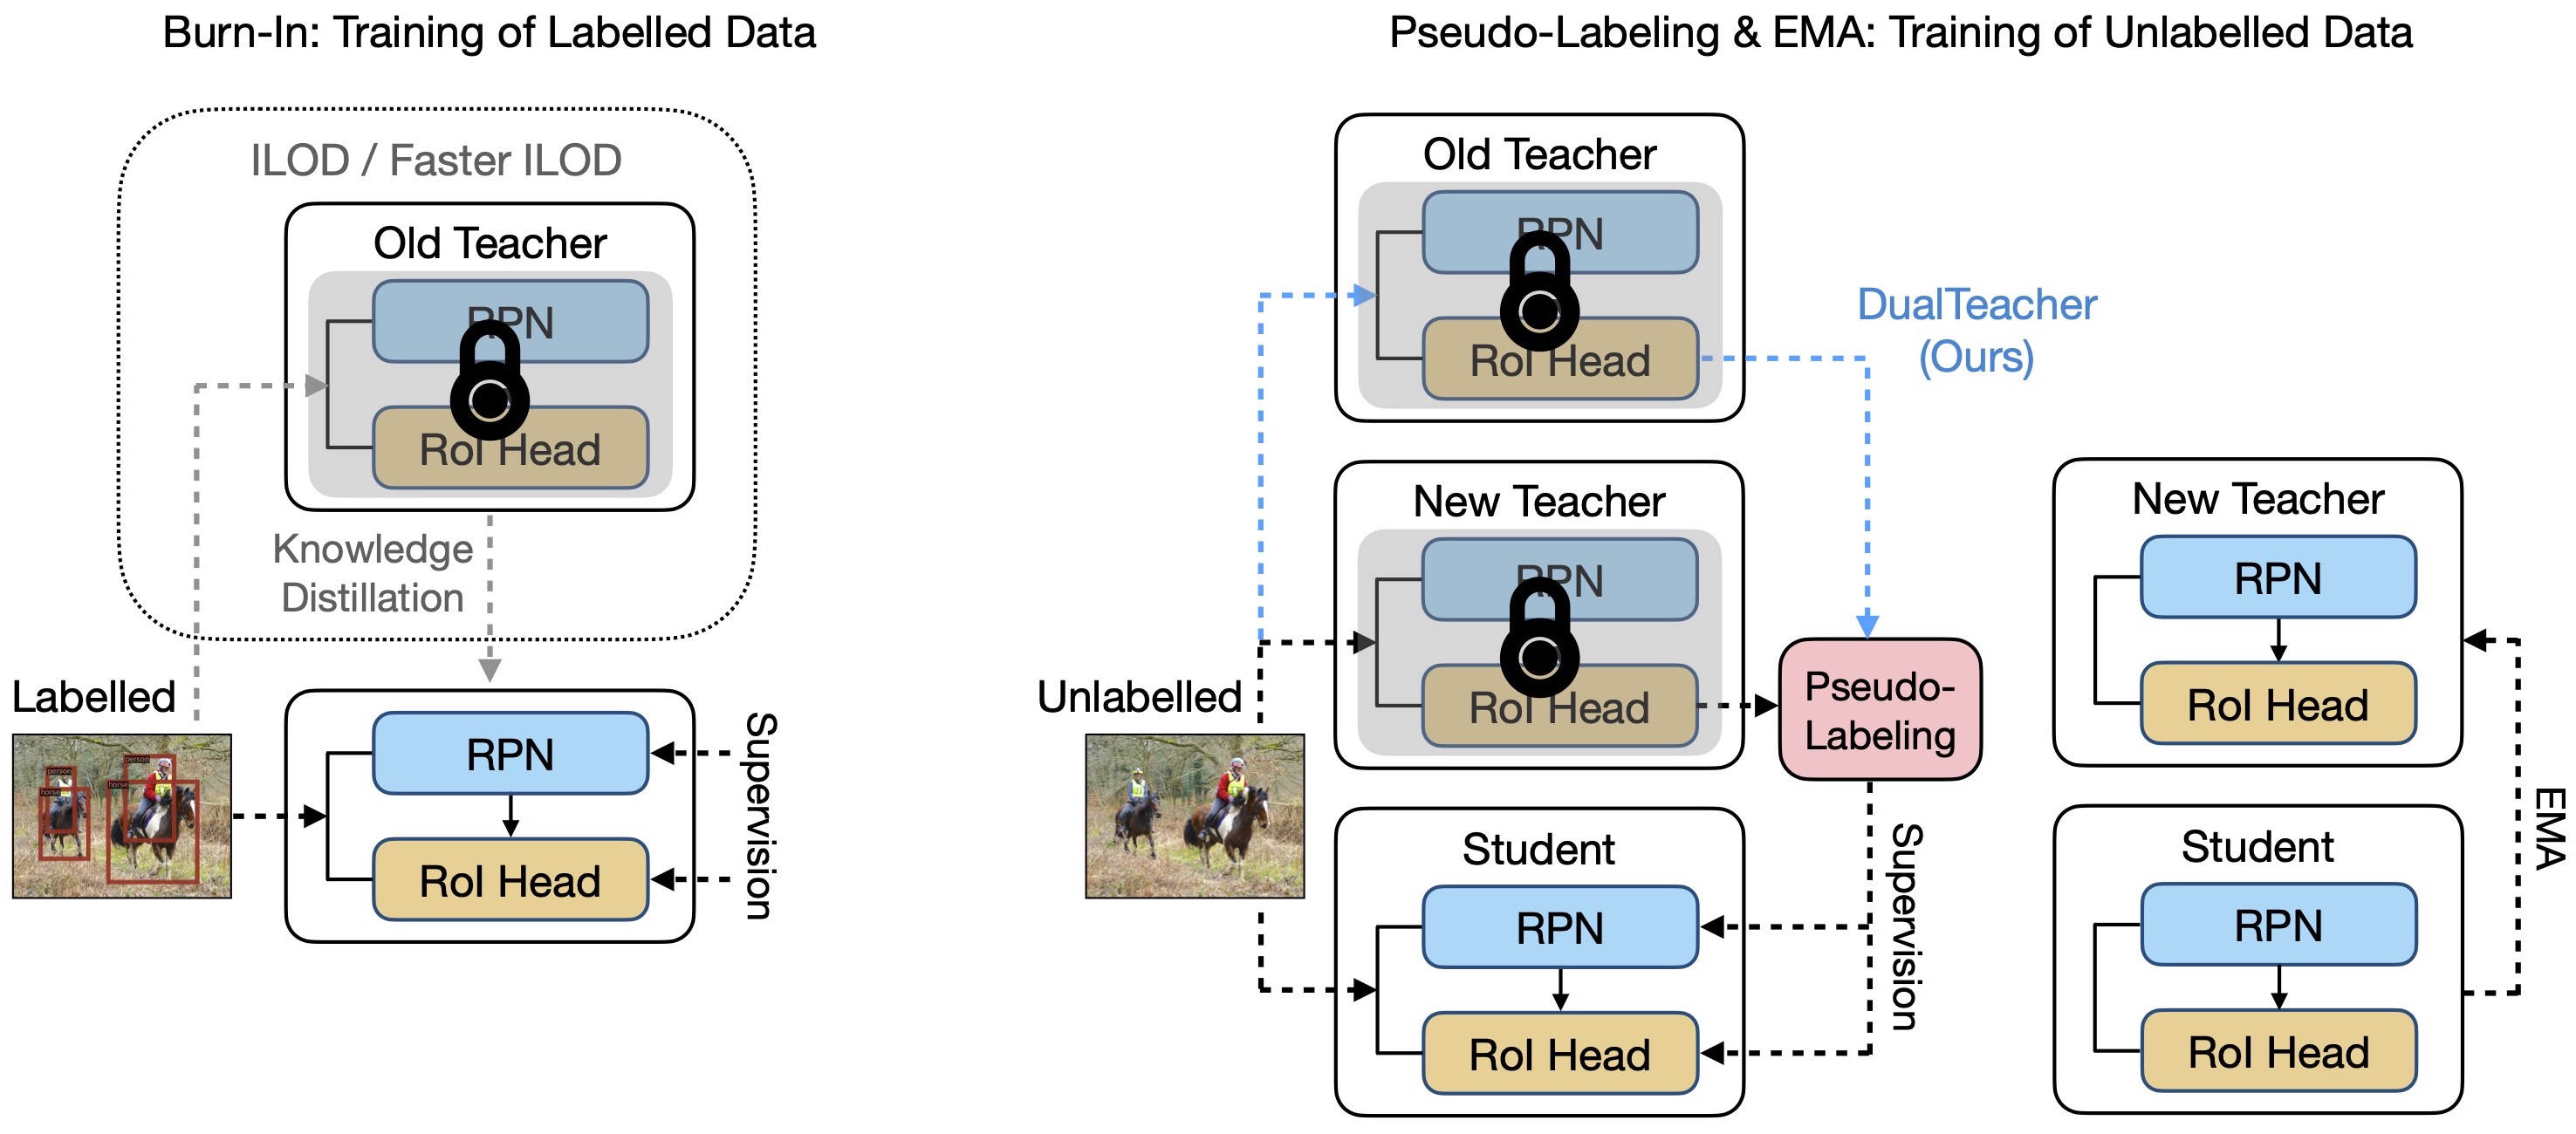 Burn-In: Training of Labelled Data
ILOD / Faster ILOD
Old Teacher
RPN
RoI Head
Knowledge
Distillation
Labelled
person
person
horse
horse
RPN
RoI Head
Supervision
Pseudo-Labeling & EMA: Training of Unlabelled Data
Old Teacher
RPN
RoI Head
DualTeacher
(Ours)
New Teacher
RPN
RoI Head
Unlabelled
Pseudo-
Labeling
Student
RPN
RoI Head
Supervision
New Teacher
RPN
RoI Head
Student
RPN
RoI Head
EMA